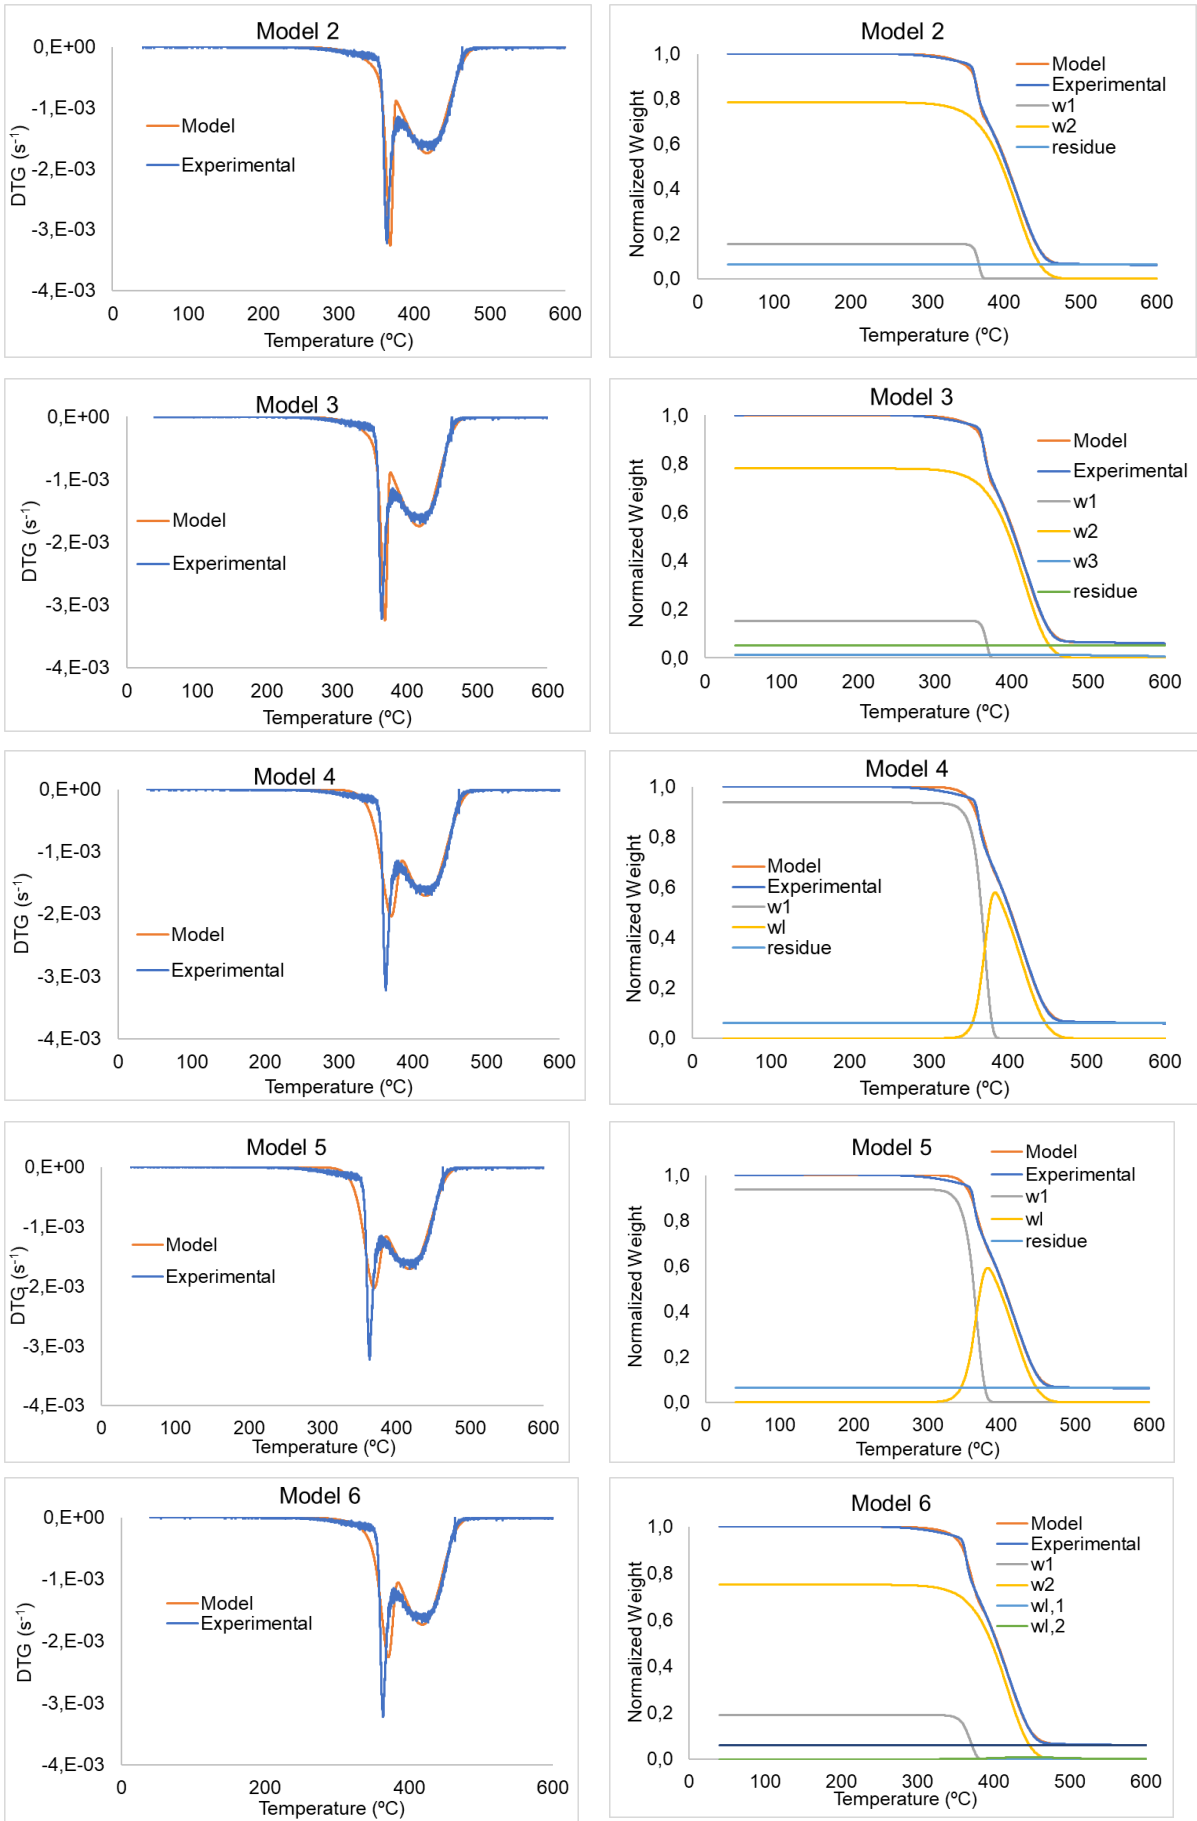 Model 2
0,E+00
-1,E-03
-2,E-03
-3,E-03
-4,E-03
DTG (s⁻¹)
Model
Experimental
0 100 200 300 400 500 600
Temperature (ºC)
Model 2
1,0
0,8
0,6
0,4
0,2
0,0
Normalized Weight
Model
Experimental
w1
w2
residue
0 100 200 300 400 500 600
Temperature (ºC)
Model 3
0,E+00
-1,E-03
-2,E-03
-3,E-03
-4,E-03
DTG (s⁻¹)
Model
Experimental
0 100 200 300 400 500 600
Temperature (ºC)
Model 3
1,0
0,8
0,6
0,4
0,2
0,0
Normalized Weight
Model
Experimental
w1
w2
w3
residue
0 100 200 300 400 500 600
Temperature (ºC)
Model 4
0,E+00
-1,E-03
-2,E-03
-3,E-03
-4,E-03
DTG (s⁻¹)
Model
Experimental
0 100 200 300 400 500 600
Temperature (ºC)
Model 4
1,0
0,8
0,6
0,4
0,2
0,0
Normalized Weight
Model
Experimental
w1
wl
residue
0 100 200 300 400 500 600
Temperature (ºC)
Model 5
0,E+00
-1,E-03
-2,E-03
-3,E-03
-4,E-03
DTG (s⁻¹)
Model
Experimental
0 100 200 300 400 500 600
Temperature (ºC)
Model 5
1,0
0,8
0,6
0,4
0,2
0,0
Normalized Weight
Model
Experimental
w1
wl
residue
0 100 200 300 400 500 600
Temperature (ºC)
Model 6
0,E+00
-1,E-03
-2,E-03
-3,E-03
-4,E-03
DTG (s⁻¹)
Model
Experimental
0 200 400 600
Temperature (ºC)
Model 6
1,0
0,8
0,6
0,4
0,2
0,0
Normalized Weight
Model
Experimental
w1
w2
wl,1
wl,2
0 100 200 300 400 500 600
Temperature (ºC)